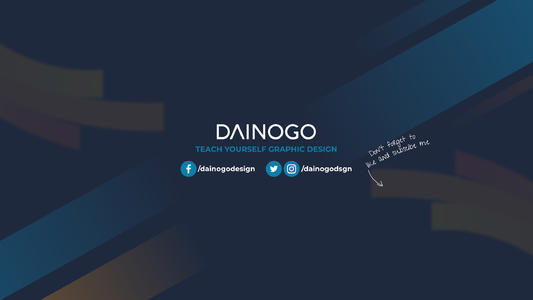 DAINOGO
TEACH YOURSELF GRAPHIC DESIGN
/dainogodesign /dainogodsgn
Don't forget to
like and subscribe me